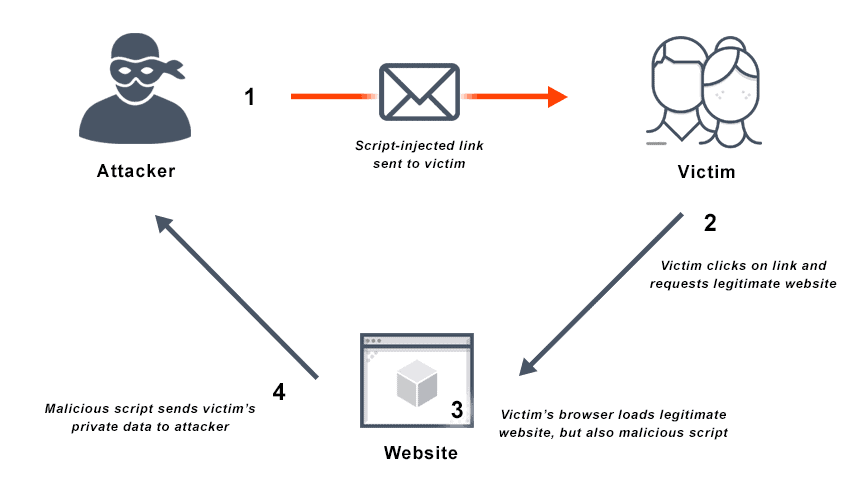 1
Script-injected link
sent to victim
Attacker
Victim
2
Victim clicks on link and
requests legitimate website
4
Malicious script sends victim's
private data to attacker
3
Victim's browser loads legitimate
website, but also malicious script
Website